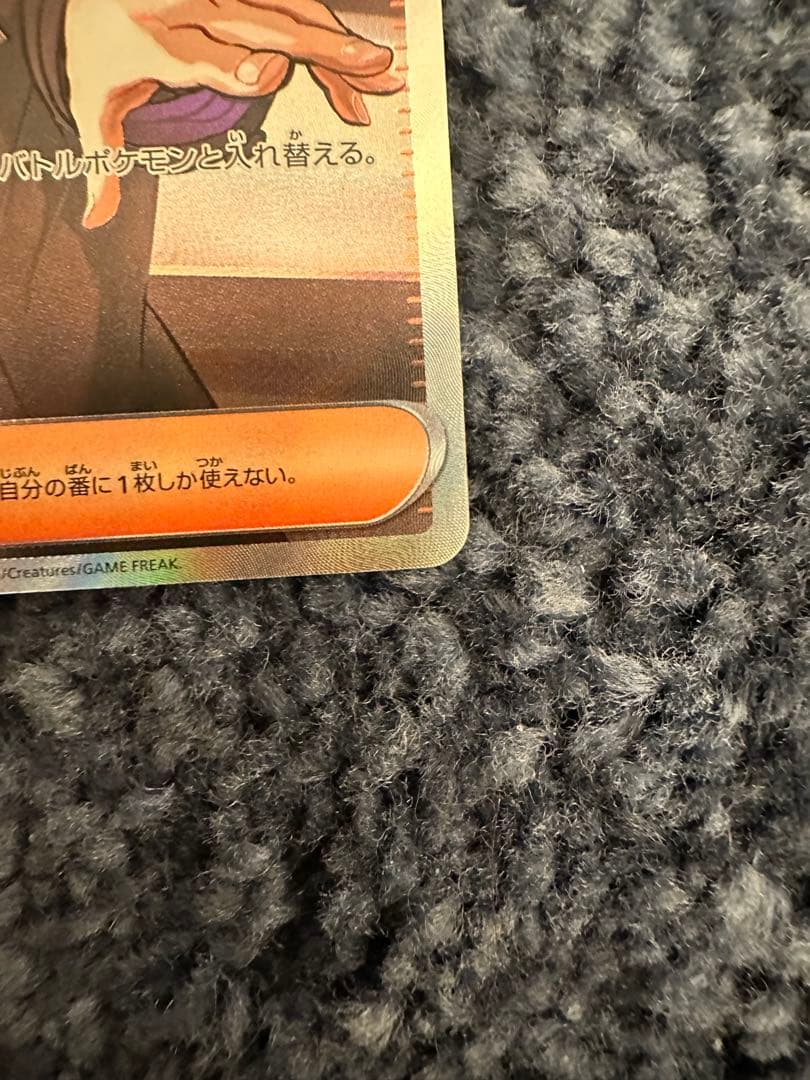 バトルポケモンと入れ替える。
自分の番に1枚しか使えない。
/Creatures/GAME FREAK.